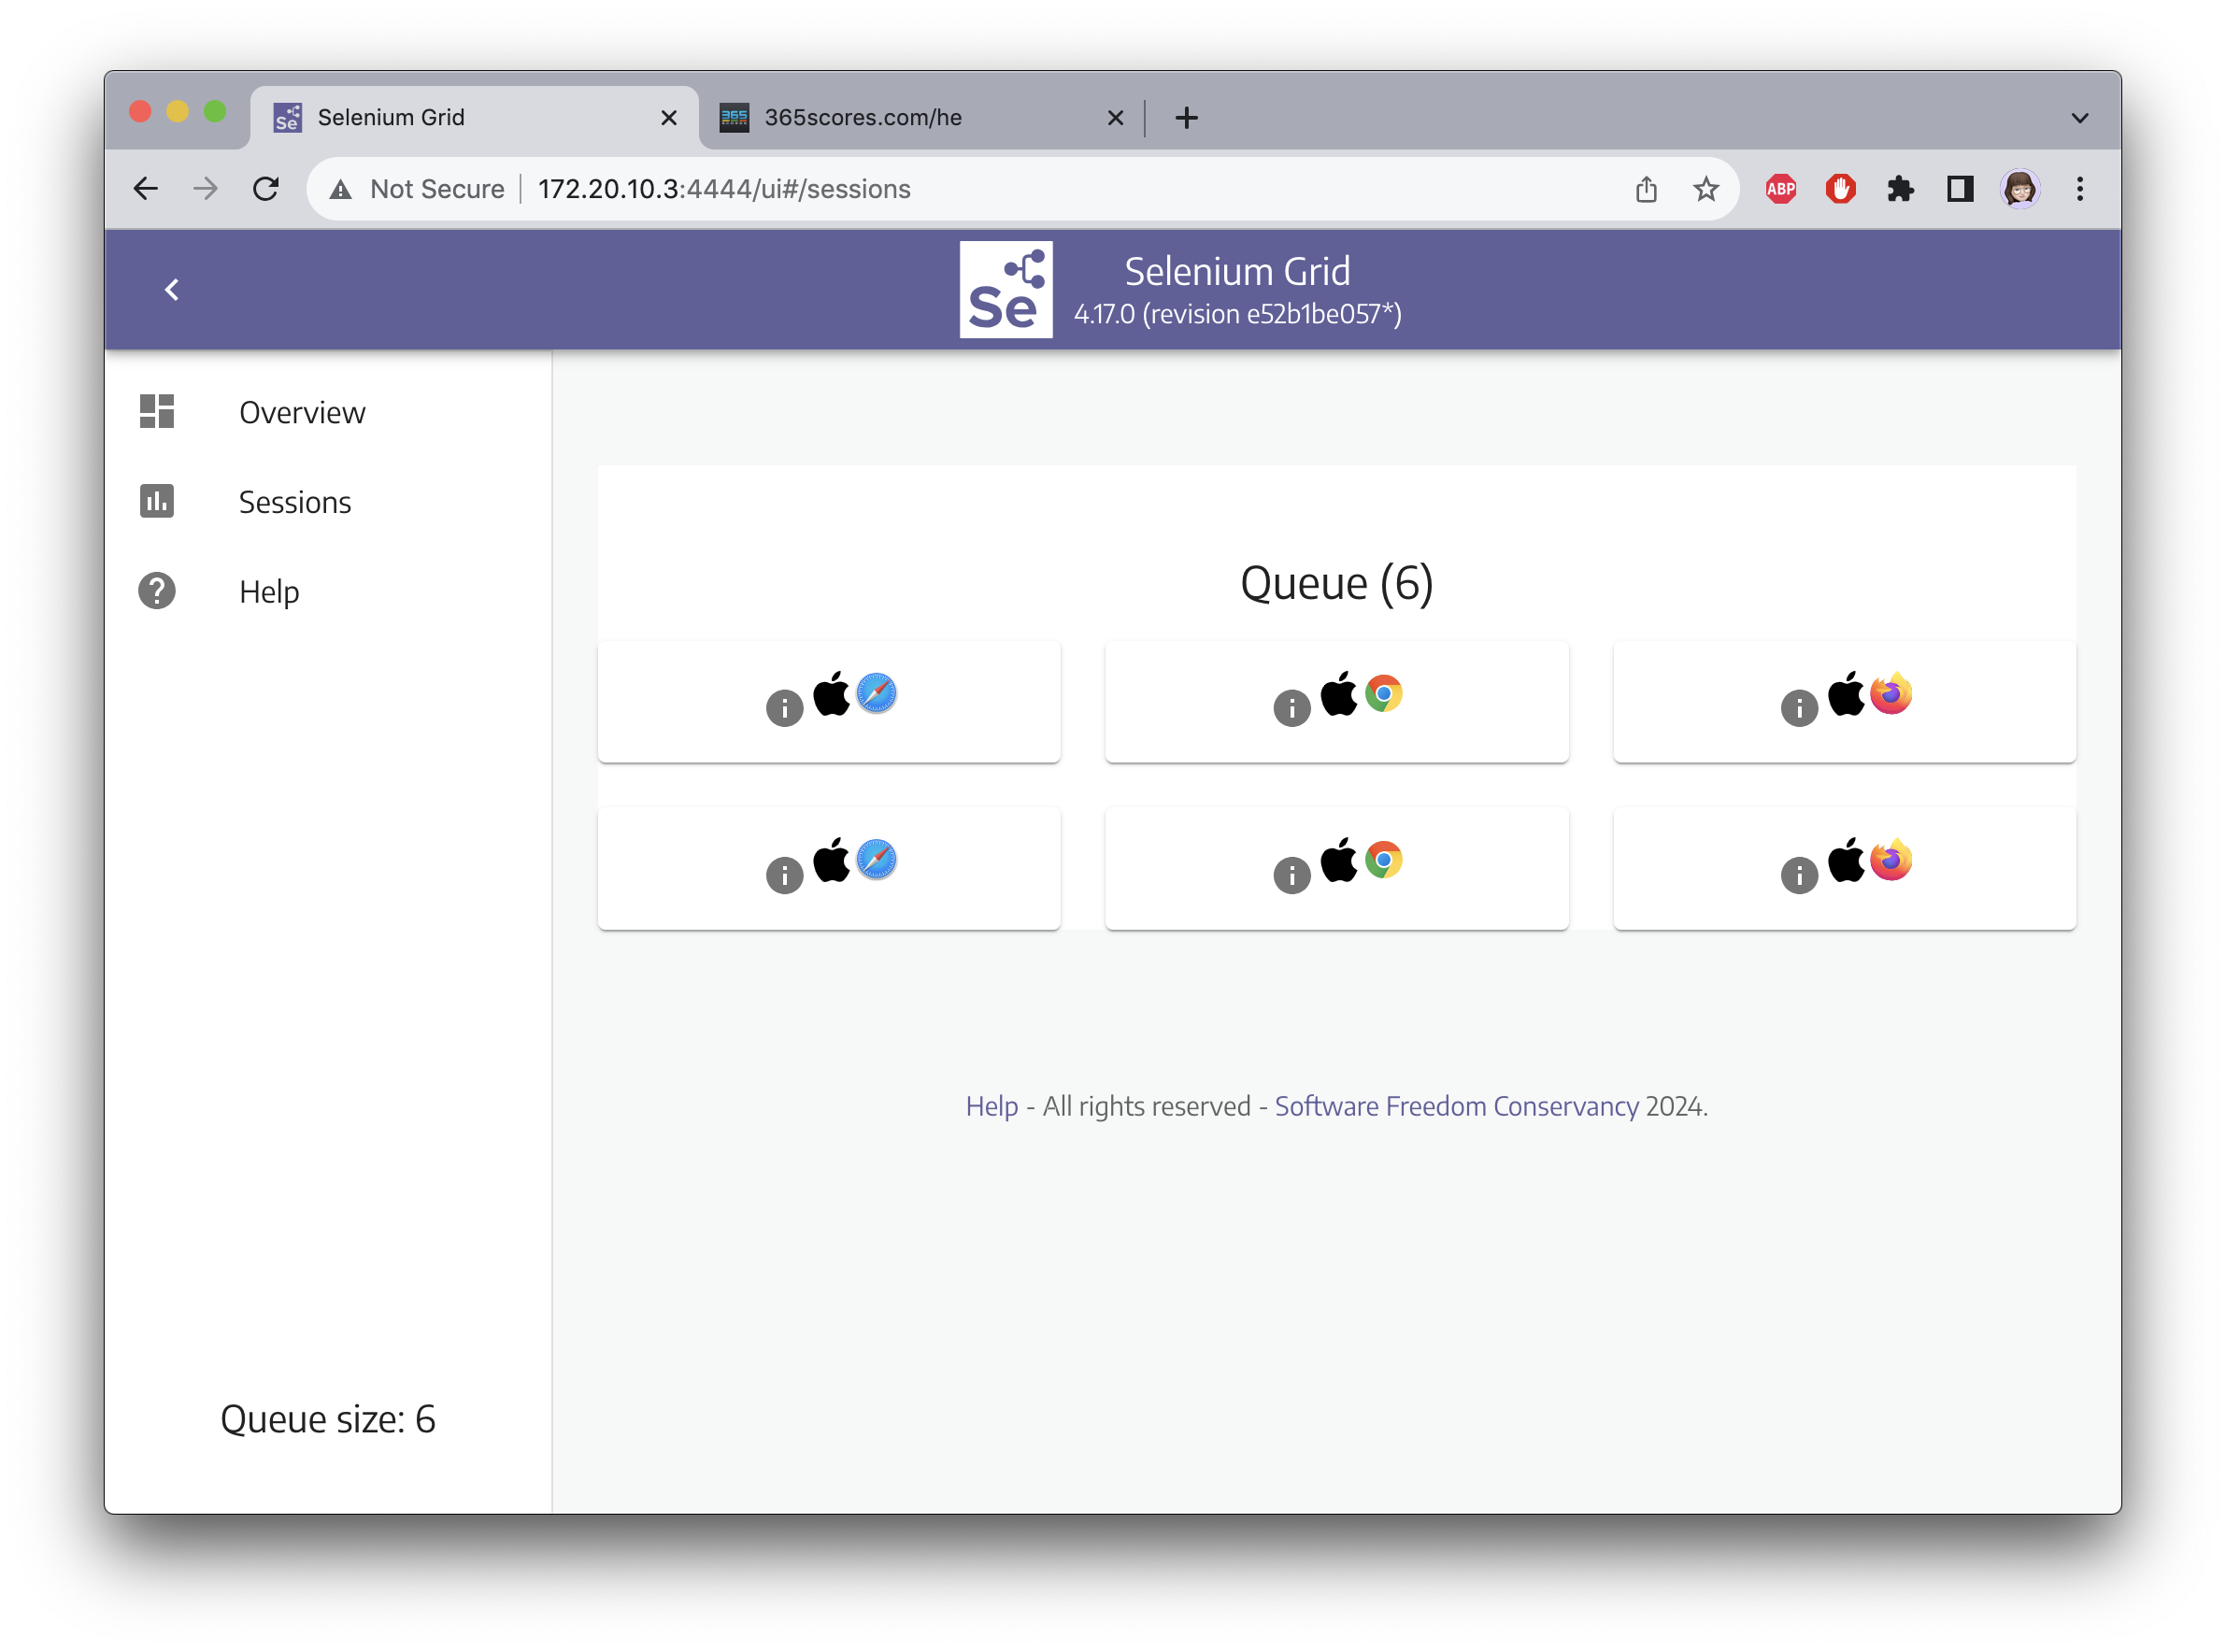 Selenium Grid
365scores.com/he
Not Secure
172.20.10.3:4444/ui#/sessions
ABP
Se
Selenium Grid
4.17.0 (revision e52b1be057*)
Overview
Sessions
Help
Queue (6)
Help - All rights reserved - Software Freedom Conservancy 2024.
Queue size: 6